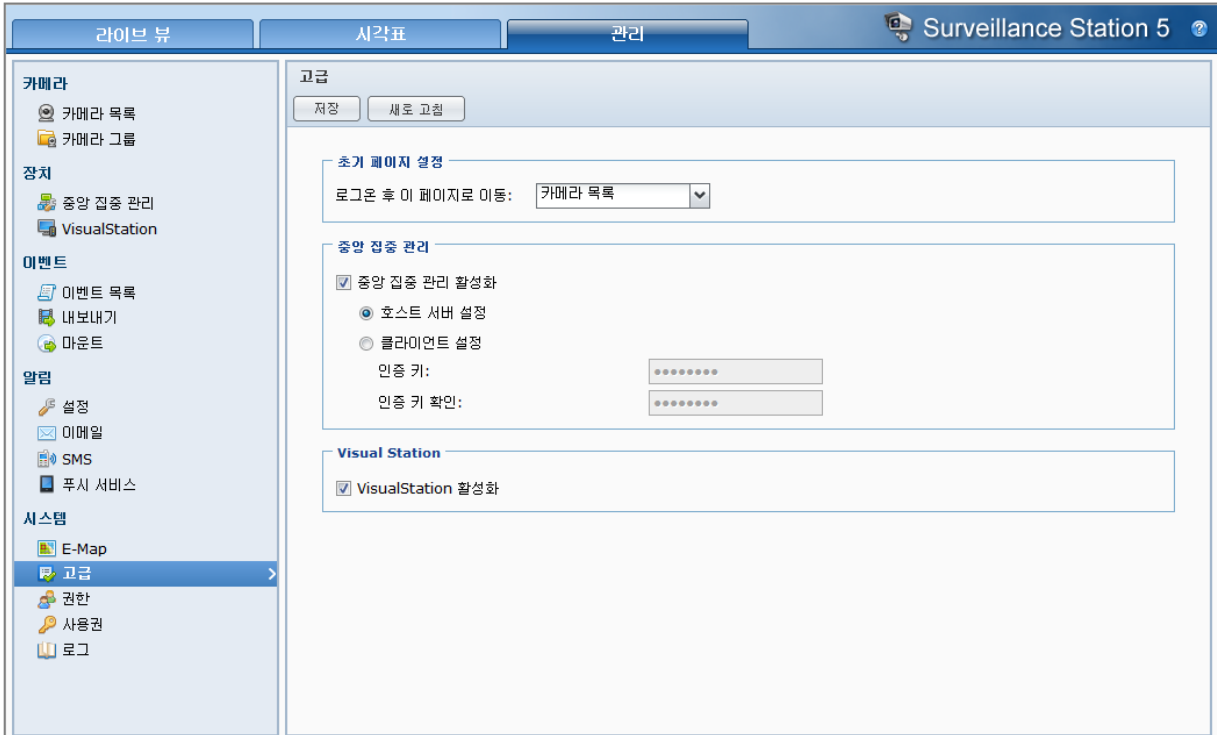 라이브 뷰
시각표
관리
Surveillance Station 5
카메라
카메라 목록
카메라 그룹
장치
중앙 집중 관리
VisualStation
이벤트
이벤트 목록
내보내기
마운트
알림
설정
이메일
SMS
푸시 서비스
시스템
E-Map
고급
권한
사용권
로그
고급
저장 새로 고침
초기 페이지 설정
로그온 후 이 페이지로 이동: 카메라 목록
중앙 집중 관리
중앙 집중 관리 활성화
호스트 서버 설정
클라이언트 설정
인증 키: ●●●●●●●●
인증 키 확인: ●●●●●●●●
Visual Station
VisualStation 활성화